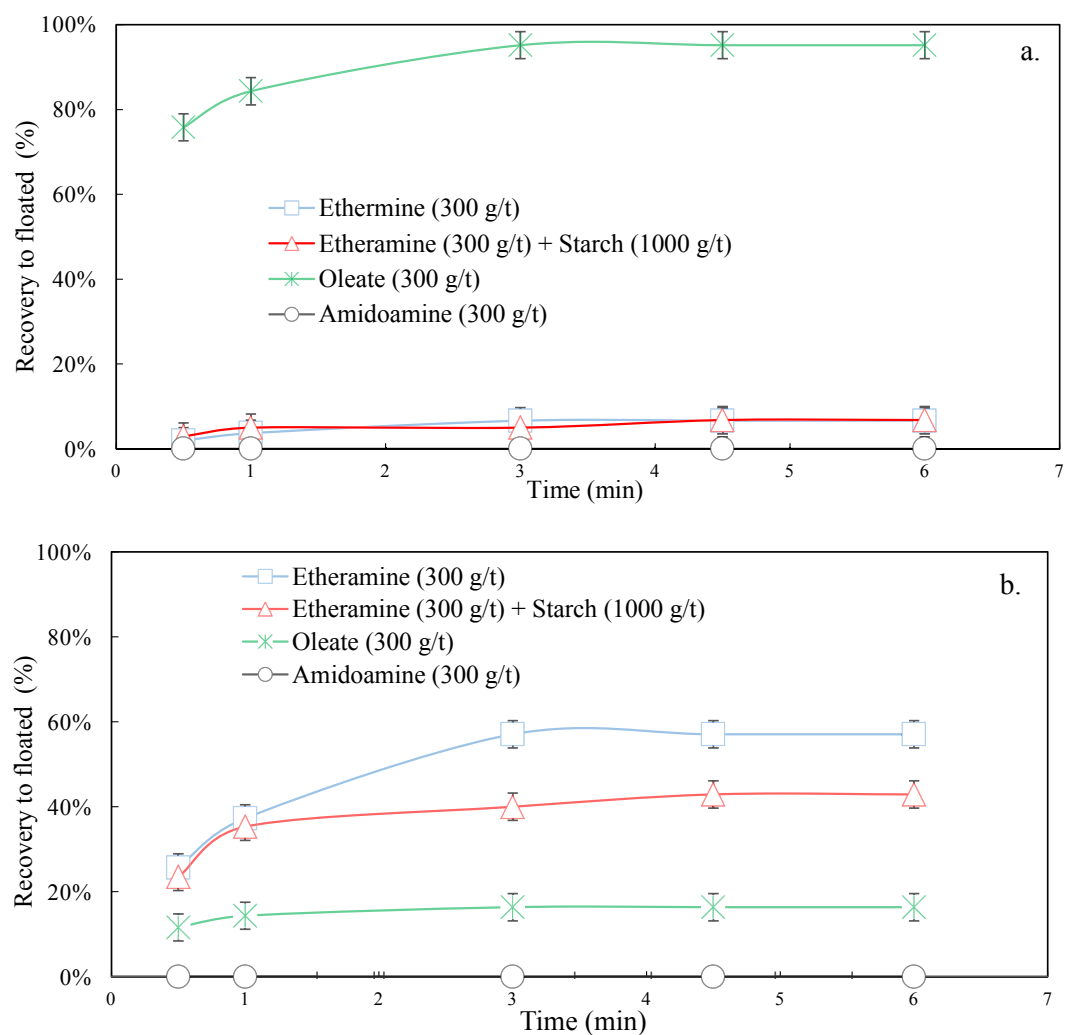 100%
80%
60%
40%
20%
0%
Recovery to floated (%)
a.
Ethermine (300 g/t)
Etheramine (300 g/t) + Starch (1000 g/t)
Oleate (300 g/t)
Amidoamine (300 g/t)
0 1 2 3 4 5 6 7
Time (min)
100%
80%
60%
40%
20%
0%
Recovery to floated (%)
b.
Etheramine (300 g/t)
Etheramine (300 g/t) + Starch (1000 g/t)
Oleate (300 g/t)
Amidoamine (300 g/t)
0 1 2 3 4 5 6 7
Time (min)